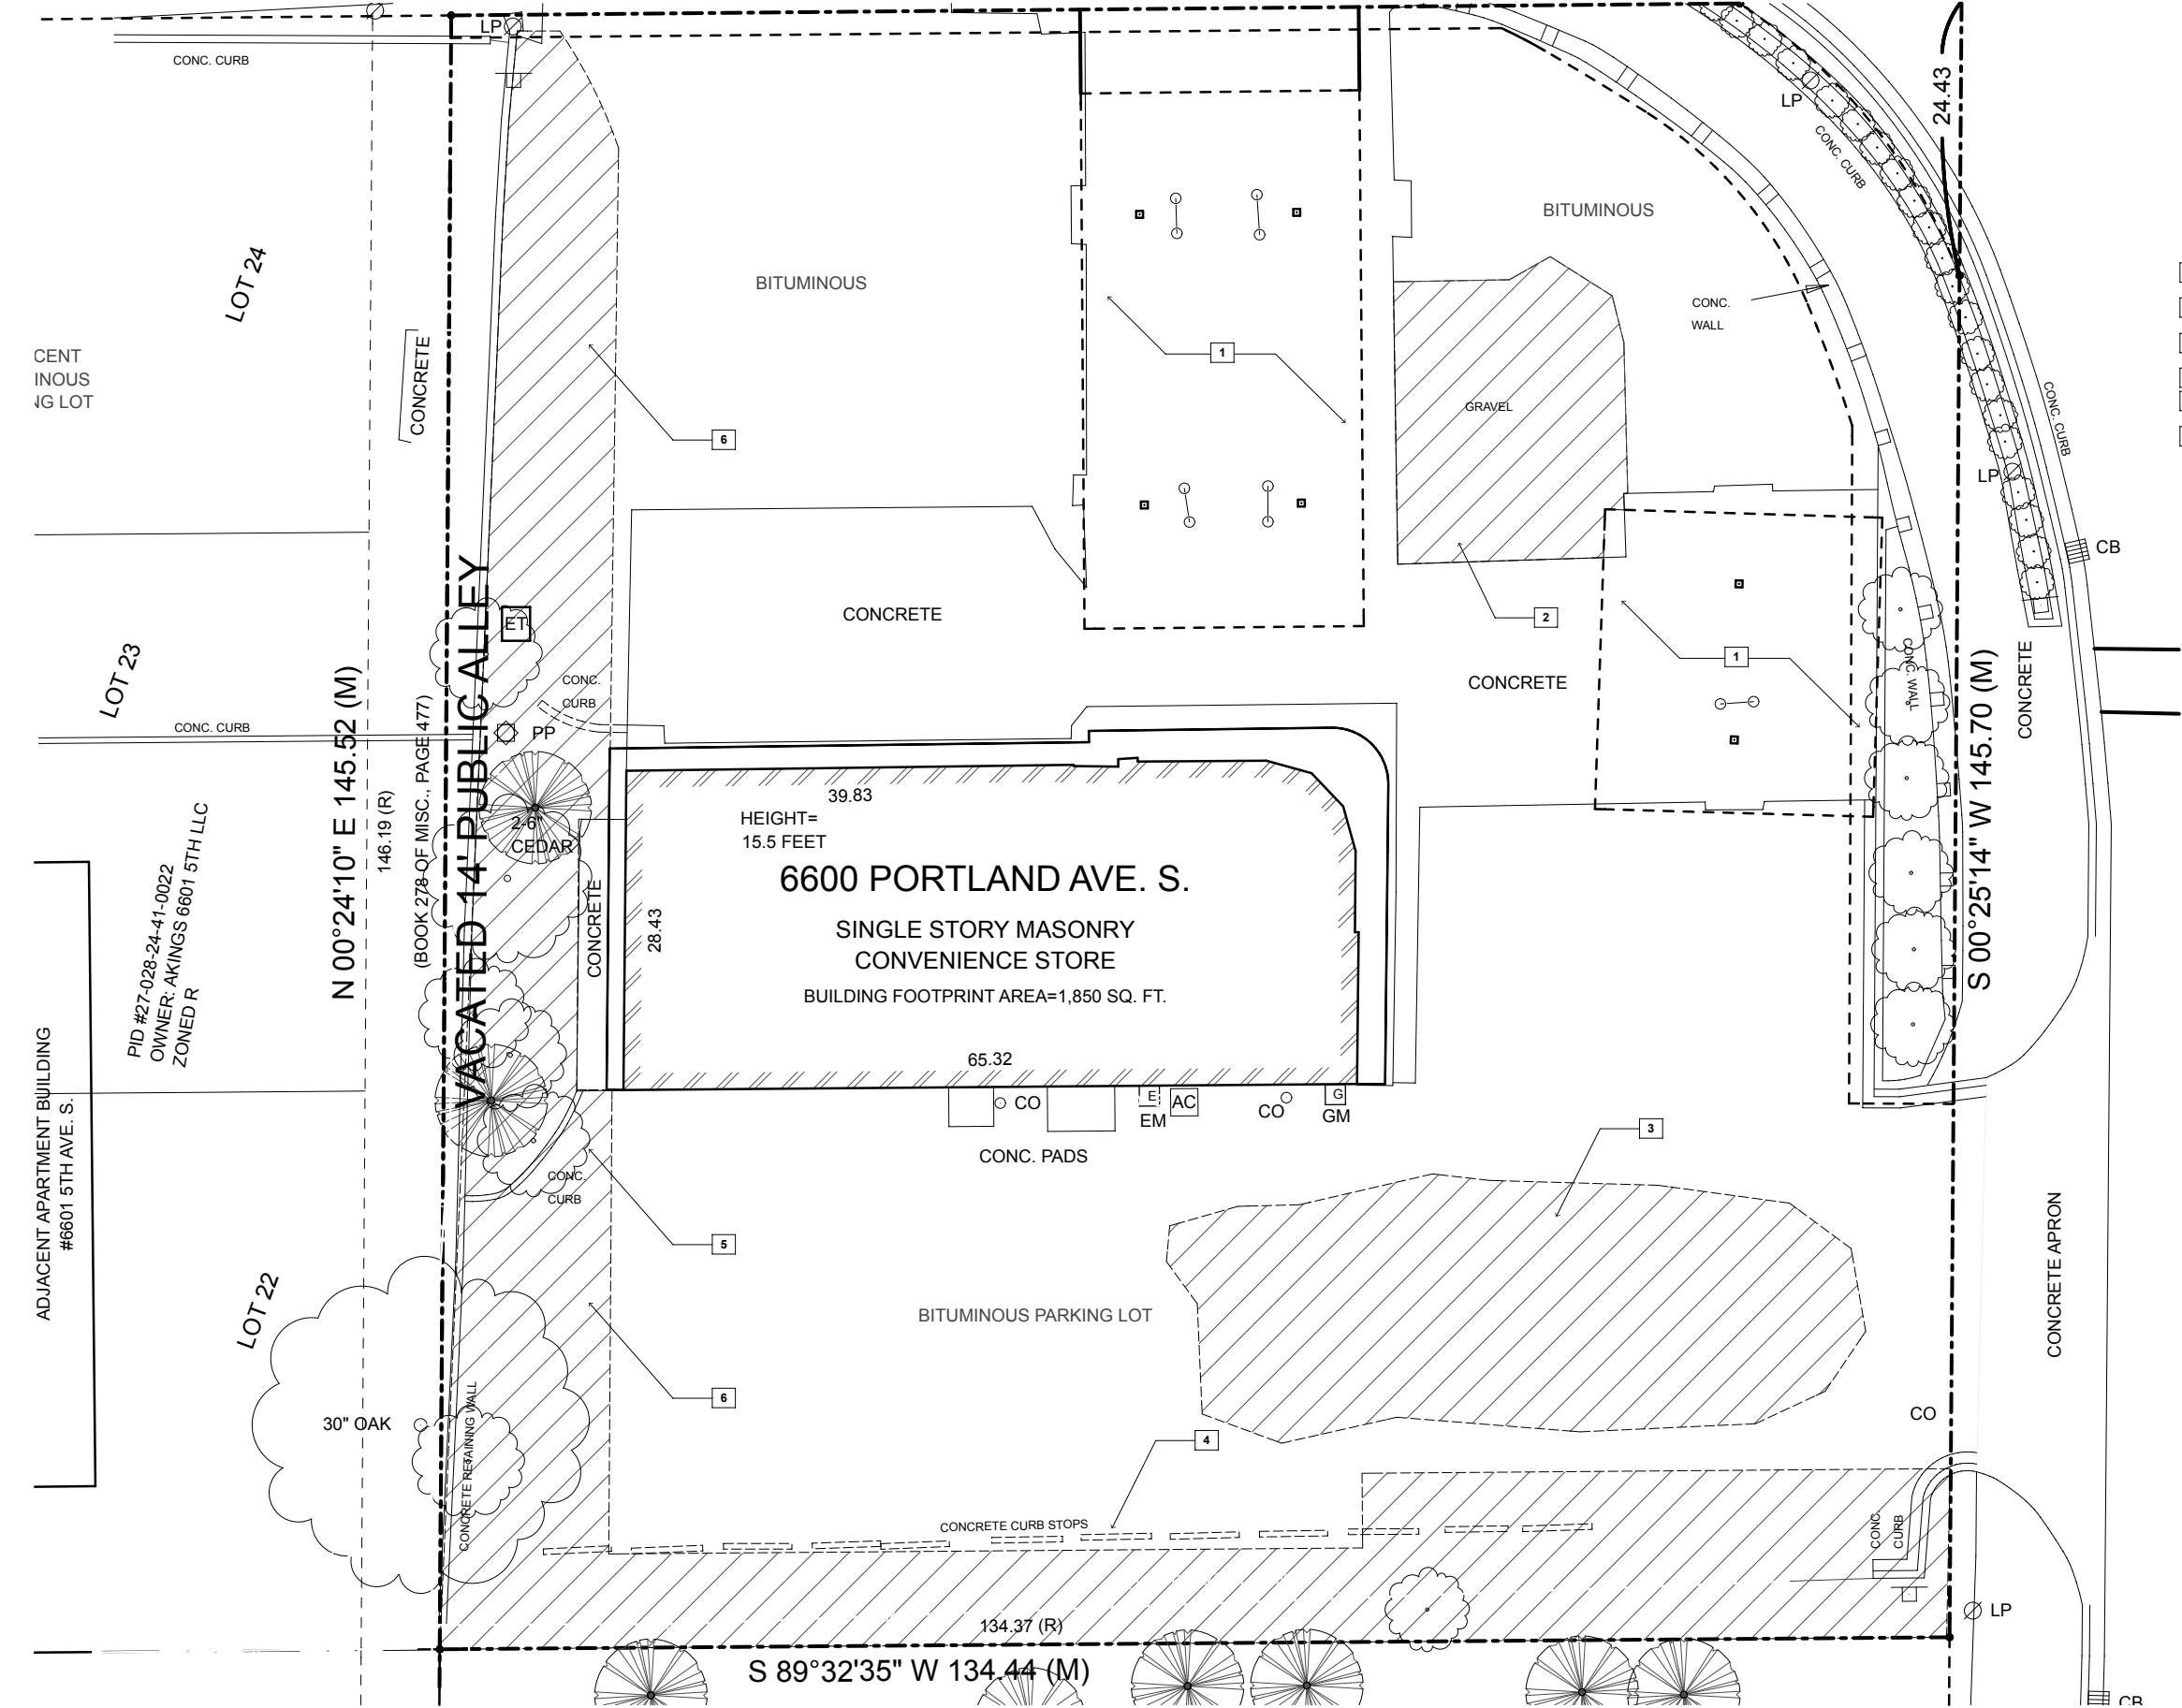 LP
CONC. CURB
24.43
LP
CONC. CURB
BITUMINOUS
BITUMINOUS
LOT 24
CONC.
WALL
CONCRETE
1
CENT
INOUS
NG LOT
GRAVEL
CONC. CURB
6
LP
CB
ET
CONCRETE
2
1
CONCRETE
LOT 23
CONC.
CURB
CONC. CURB
PP
CONC. WALL
CONCRETE
N 00°24'10" E 145.52 (M)
146.19 (R)
(BOOK 278 OF MISC., PAGE 477)
VACATED 14' PUBLIC ALLEY
S 00°25'14" W 145.70 (M)
39.83
HEIGHT=
15.5 FEET
2-6"
CEDAR
6600 PORTLAND AVE. S.
SINGLE STORY MASONRY
CONVENIENCE STORE
BUILDING FOOTPRINT AREA=1,850 SQ. FT.
CONCRETE
28.43
65.32
PID #27-028-24-41-0022
OWNER: AKINGS 6601 5TH LLC
ZONED R
ADJACENT APARTMENT BUILDING
#6601 5TH AVE. S.
CO
E
EM
AC
CO
G
GM
CONC. PADS
3
CONC.
CURB
5
LOT 22
BITUMINOUS PARKING LOT
CONCRETE APRON
6
30" OAK
CONCRETE RETAINING WALL
CO
4
CONCRETE CURB STOPS
CONC.
CURB
LP
134.37 (R)
S 89°32'35" W 134.44 (M)
CB